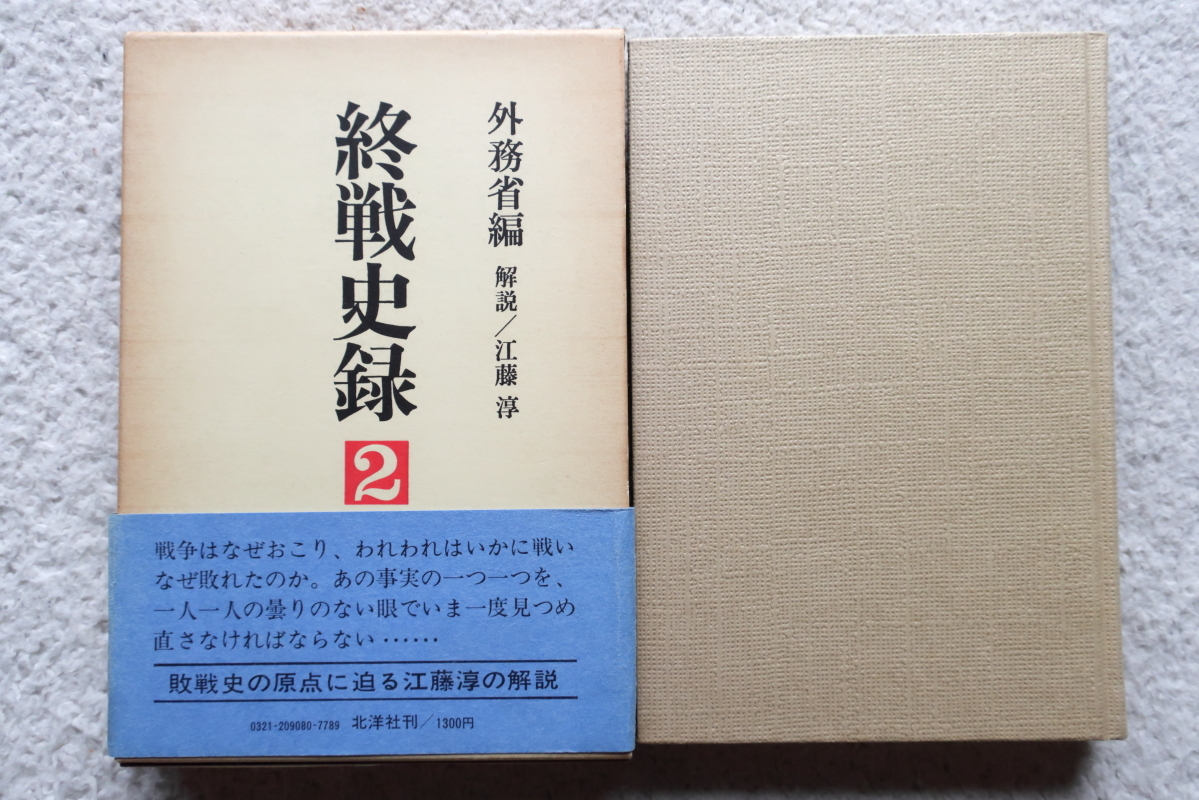 外務省編 解説/江藤 淳
終戦史録
2
戦争はなぜおこり、われわれはいかに戦い
なぜ敗れたのか。あの事実の一つ一つを、
一人一人の曇りのない眼でいま一度見つめ
直さなければならない……
敗戦史の原点に迫る江藤淳の解説
0321-209080-7789 北洋社刊/1300円